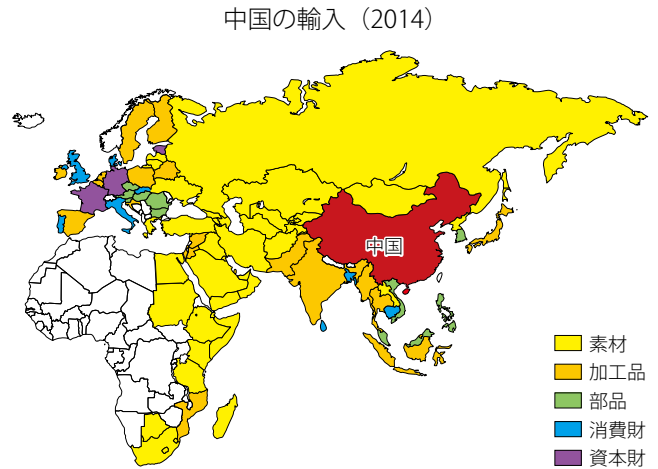 中国の輸入（2014）
中国
素材
加工品
部品
消費財
資本財